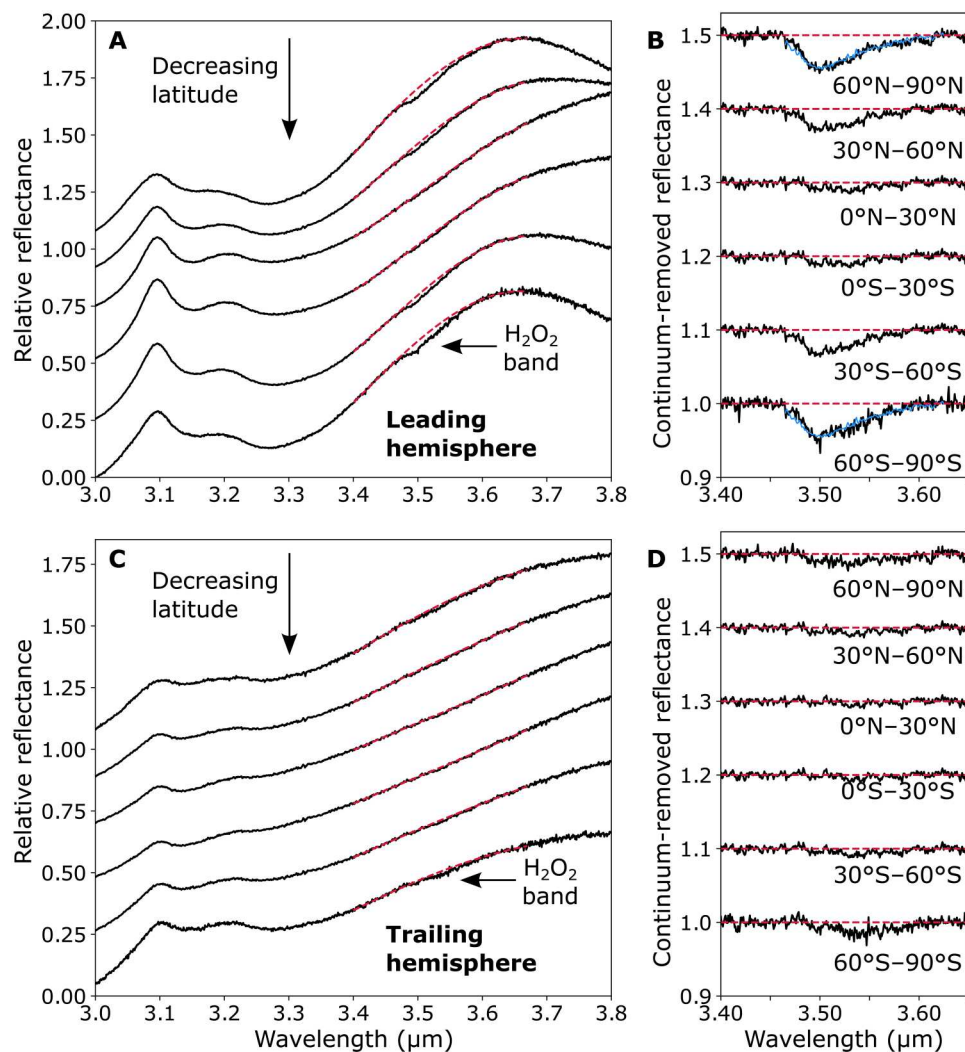 A
Decreasing
latitude
H₂O₂
band
Leading
hemisphere
Relative reflectance
2.00
1.75
1.50
1.25
1.00
0.75
0.50
0.25
0.00
3.0 3.1 3.2 3.3 3.4 3.5 3.6 3.7 3.8
B
Continuum-removed reflectance
1.5
1.4
1.3
1.2
1.1
1.0
0.9
60°N–90°N
30°N–60°N
0°N–30°N
0°S–30°S
30°S–60°S
60°S–90°S
3.40 3.50 3.60
C
Decreasing
latitude
H₂O₂
band
Trailing
hemisphere
Relative reflectance
1.75
1.50
1.25
1.00
0.75
0.50
0.25
0.00
3.0 3.1 3.2 3.3 3.4 3.5 3.6 3.7 3.8
Wavelength (μm)
D
Continuum-removed reflectance
1.5
1.4
1.3
1.2
1.1
1.0
0.9
60°N–90°N
30°N–60°N
0°N–30°N
0°S–30°S
30°S–60°S
60°S–90°S
3.40 3.50 3.60
Wavelength (μm)